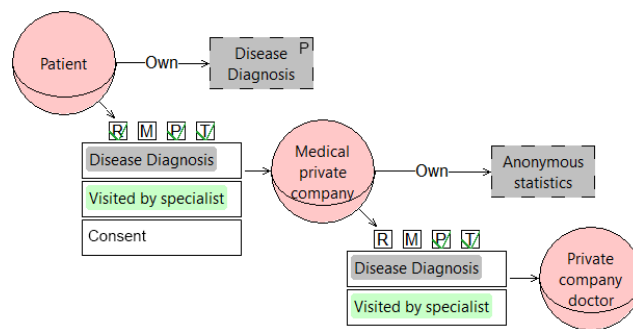 Patient
Own
Disease
Diagnosis
P
R M P T
Disease Diagnosis
Visited by specialist
Consent
Medical
private
company
Own
Anonymous
statistics
R M P T
Disease Diagnosis
Visited by specialist
Private
company
doctor